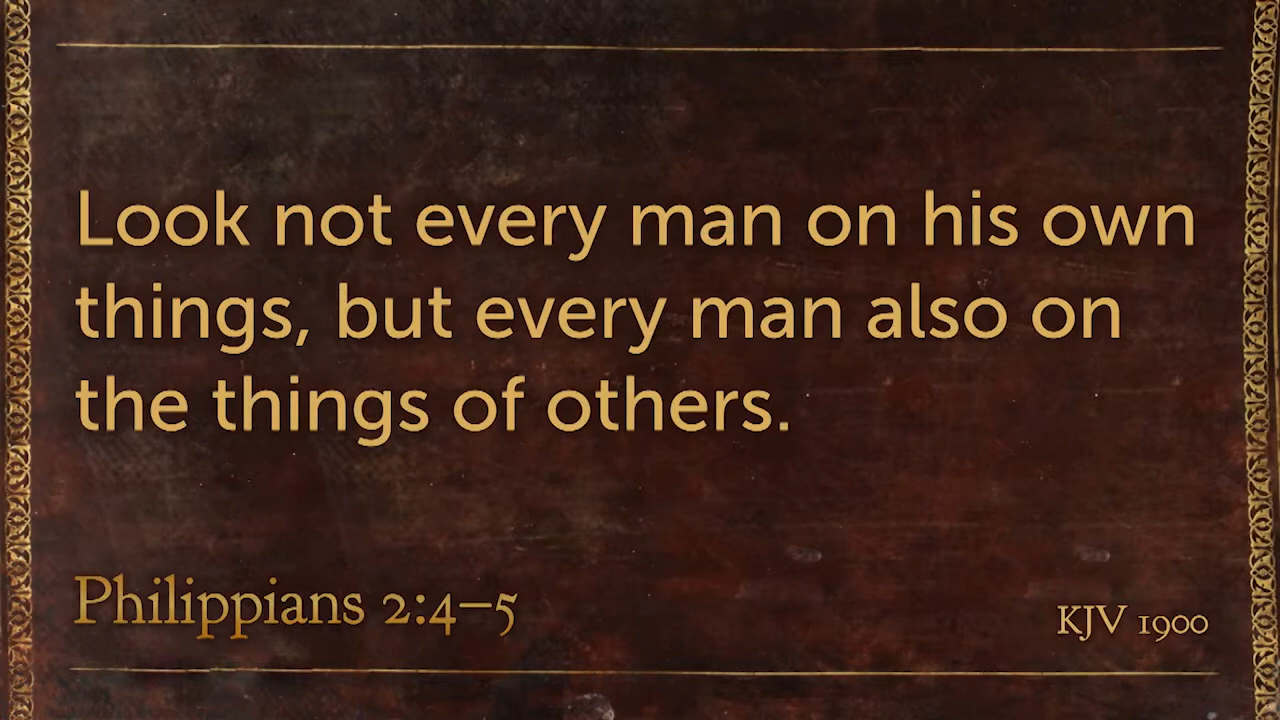 Look not every man on his own
things, but every man also on
the things of others.
Philippians 2:4–5
KJV 1900